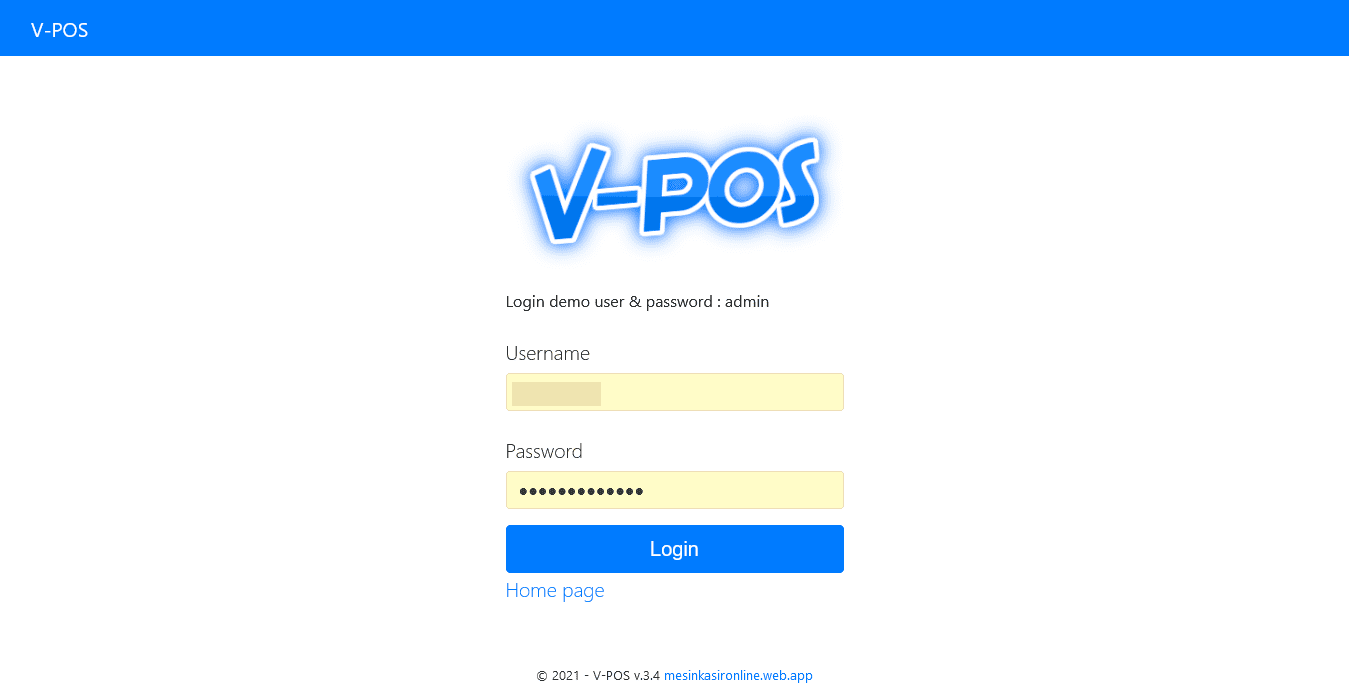 V-POS
V-POS
Login demo user & password : admin
Username
Password
●●●●●●●●●●●●●
Login
Home page
© 2021 - V-POS v.3.4 mesinkasironline.web.app